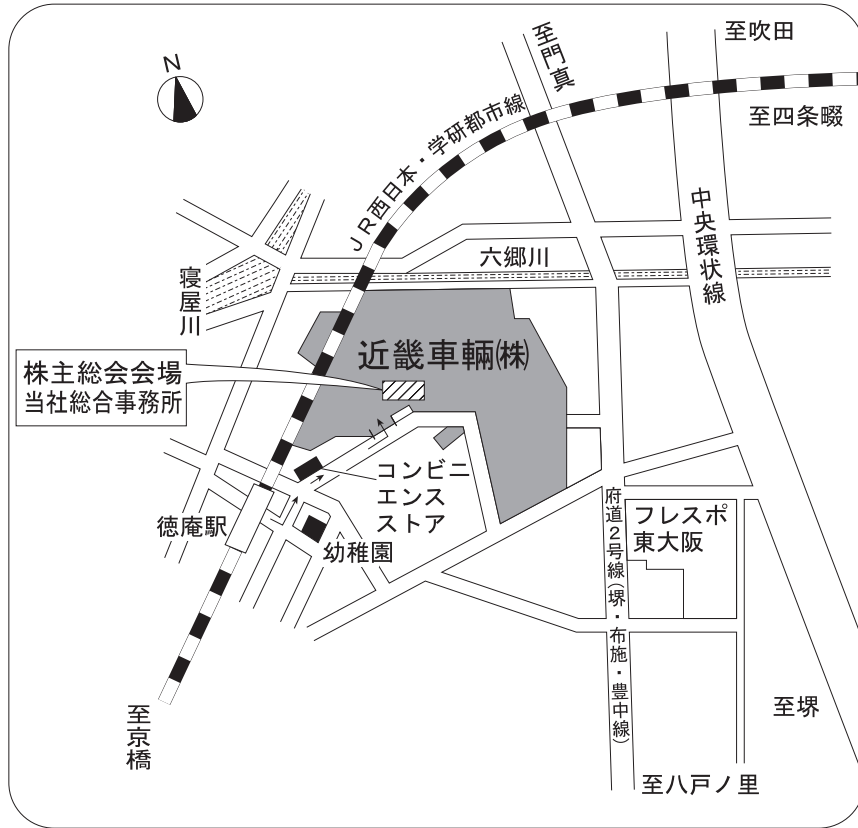 N
至門真
至吹田
至四条畷
JR西日本・学研都市線
中央環状線
六郷川
寝屋川
近畿車輛㈱
株主総会会場
当社総合事務所
コンビニ
エンス
ストア
徳庵駅
幼稚園
府道2号線(堺・布施・豊中線)
フレスポ
東大阪
至京橋
至堺
至八戸ノ里